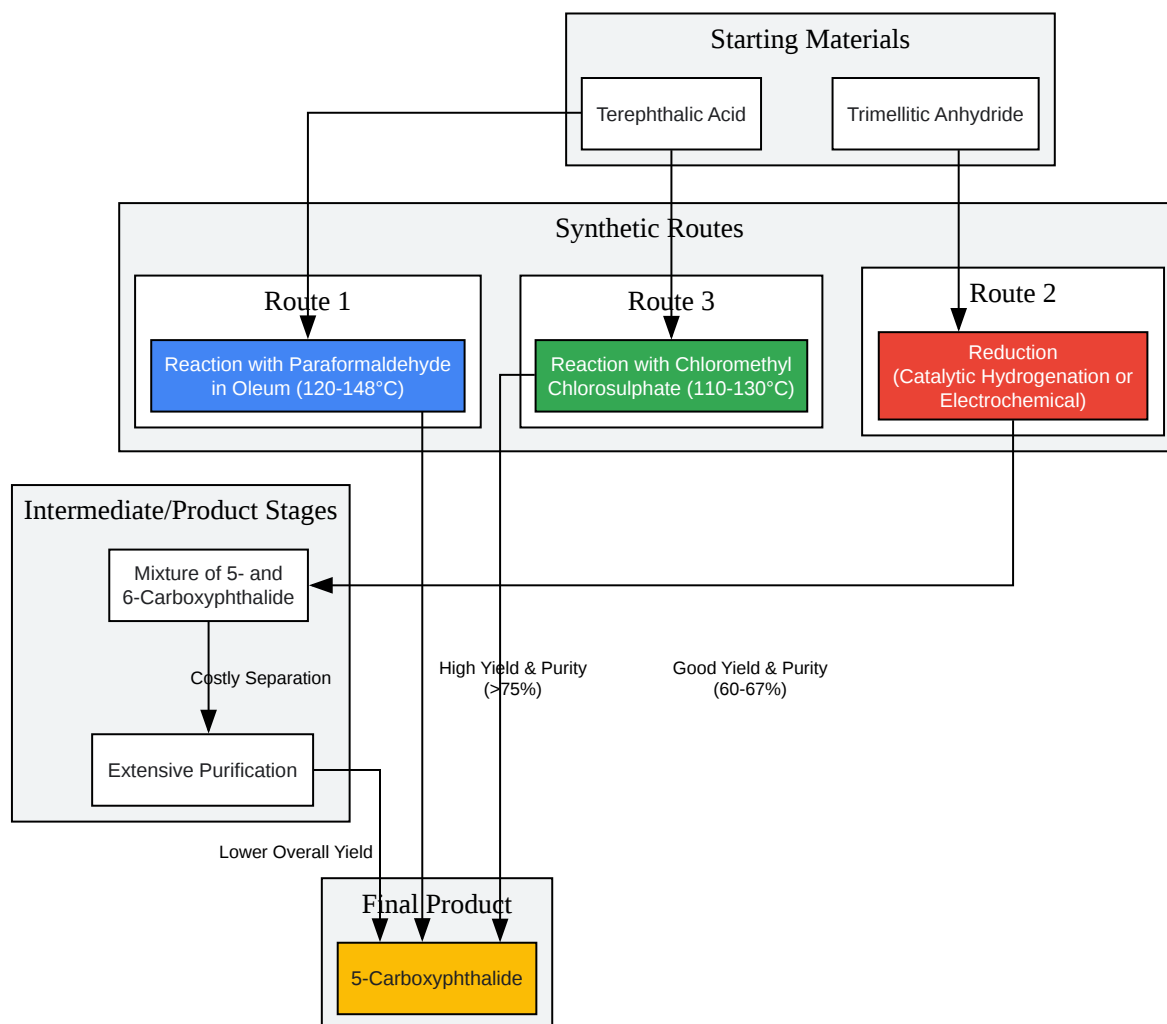 Starting Materials
Terephthalic Acid
Trimellitic Anhydride
Synthetic Routes
Route 1
Reaction with Paraformaldehyde
in Oleum (120-148°C)
Route 3
Reaction with Chloromethyl
Chlorosulphate (110-130°C)
Route 2
Reduction
(Catalytic Hydrogenation or
Electrochemical)
Intermediate/Product Stages
Mixture of 5- and
6-Carboxyphthalide
Costly Separation
High Yield & Purity
(>75%)
Good Yield & Purity
(60-67%)
Extensive Purification
Lower Overall Yield
Final Product
5-Carboxyphthalide